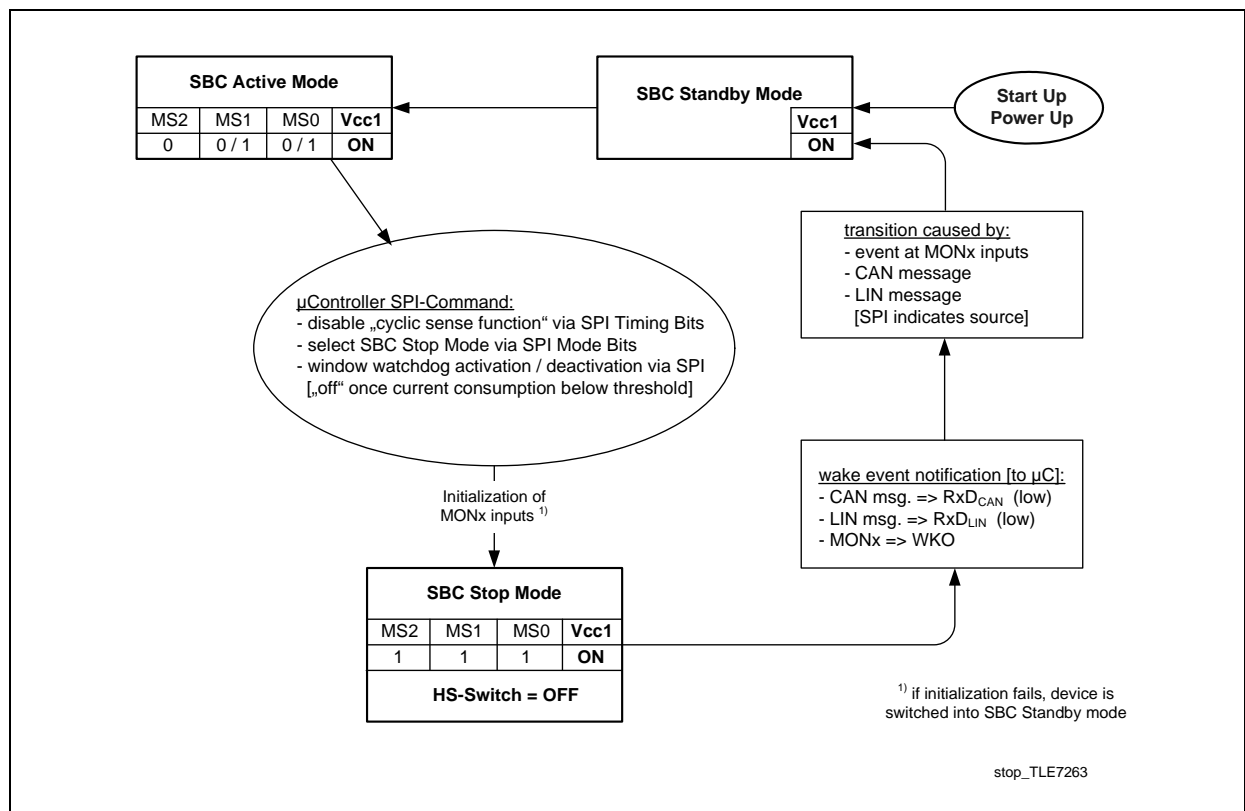 SBC Active Mode
MS2 MS1 MS0 Vcc1
0 0 / 1 0 / 1 ON
SBC Standby Mode
Vcc1
ON
Start Up
Power Up
transition caused by:
- event at MONx inputs
- CAN message
- LIN message
[SPI indicates source]
µController SPI-Command:
- disable „cyclic sense function“ via SPI Timing Bits
- select SBC Stop Mode via SPI Mode Bits
- window watchdog activation / deactivation via SPI
[„off“ once current consumption below threshold]
wake event notification [to µC]:
- CAN msg. => RxDCAN (low)
- LIN msg. => RxDLIN (low)
- MONx => WKO
Initialization of
MONx inputs 1)
SBC Stop Mode
MS2 MS1 MS0 Vcc1
1 1 1 ON
HS-Switch = OFF
1) if initialization fails, device is
switched into SBC Standby mode
stop_TLE7263